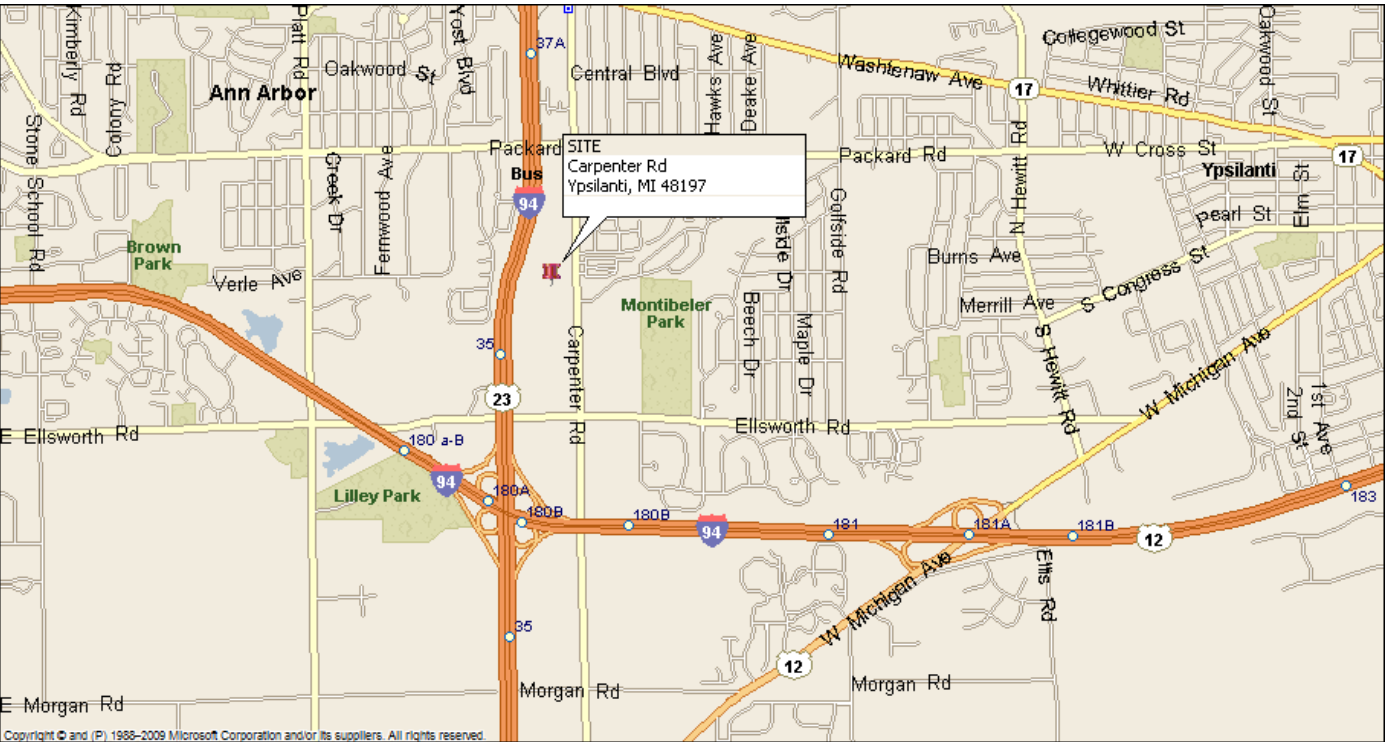 Kimberly Rd
Colony Rd
Platt Rd
Oakwood St
Yost Blvd
37A
Central Blvd
Hawks Ave
Deake Ave
Washtenaw Ave
17
Collegewood St
Whittier Rd
Oakwood St
Ann Arbor
Stone School Rd
Creek Dr
Fernwood Ave
Packard
Bus
94
SITE
Carpenter Rd
Ypsilanti, MI 48197
Packard Rd
N Hewitt Rd
W Cross St
17
Ypsilanti
Elm St
Pearl St
Brown
Park
Verle Ave
llside Dr
Golfside Rd
Burns Ave
S Congress St
Merrill Ave
Montibeler
Park
Beech Dr
Maple Dr
35
Carpenter Rd
S Hewitt Rd
W Michigan Ave
23
2nd St
1st Ave
E Ellsworth Rd
Ellsworth Rd
180 a-B
94
Lilley Park
180A
180B
180B
94
181
181A
181B
12
183
W Michigan Ave
Ellis Rd
35
12
E Morgan Rd
Morgan Rd
Morgan Rd
Copyright © and (P) 1988–2009 Microsoft Corporation and/or its suppliers. All rights reserved.